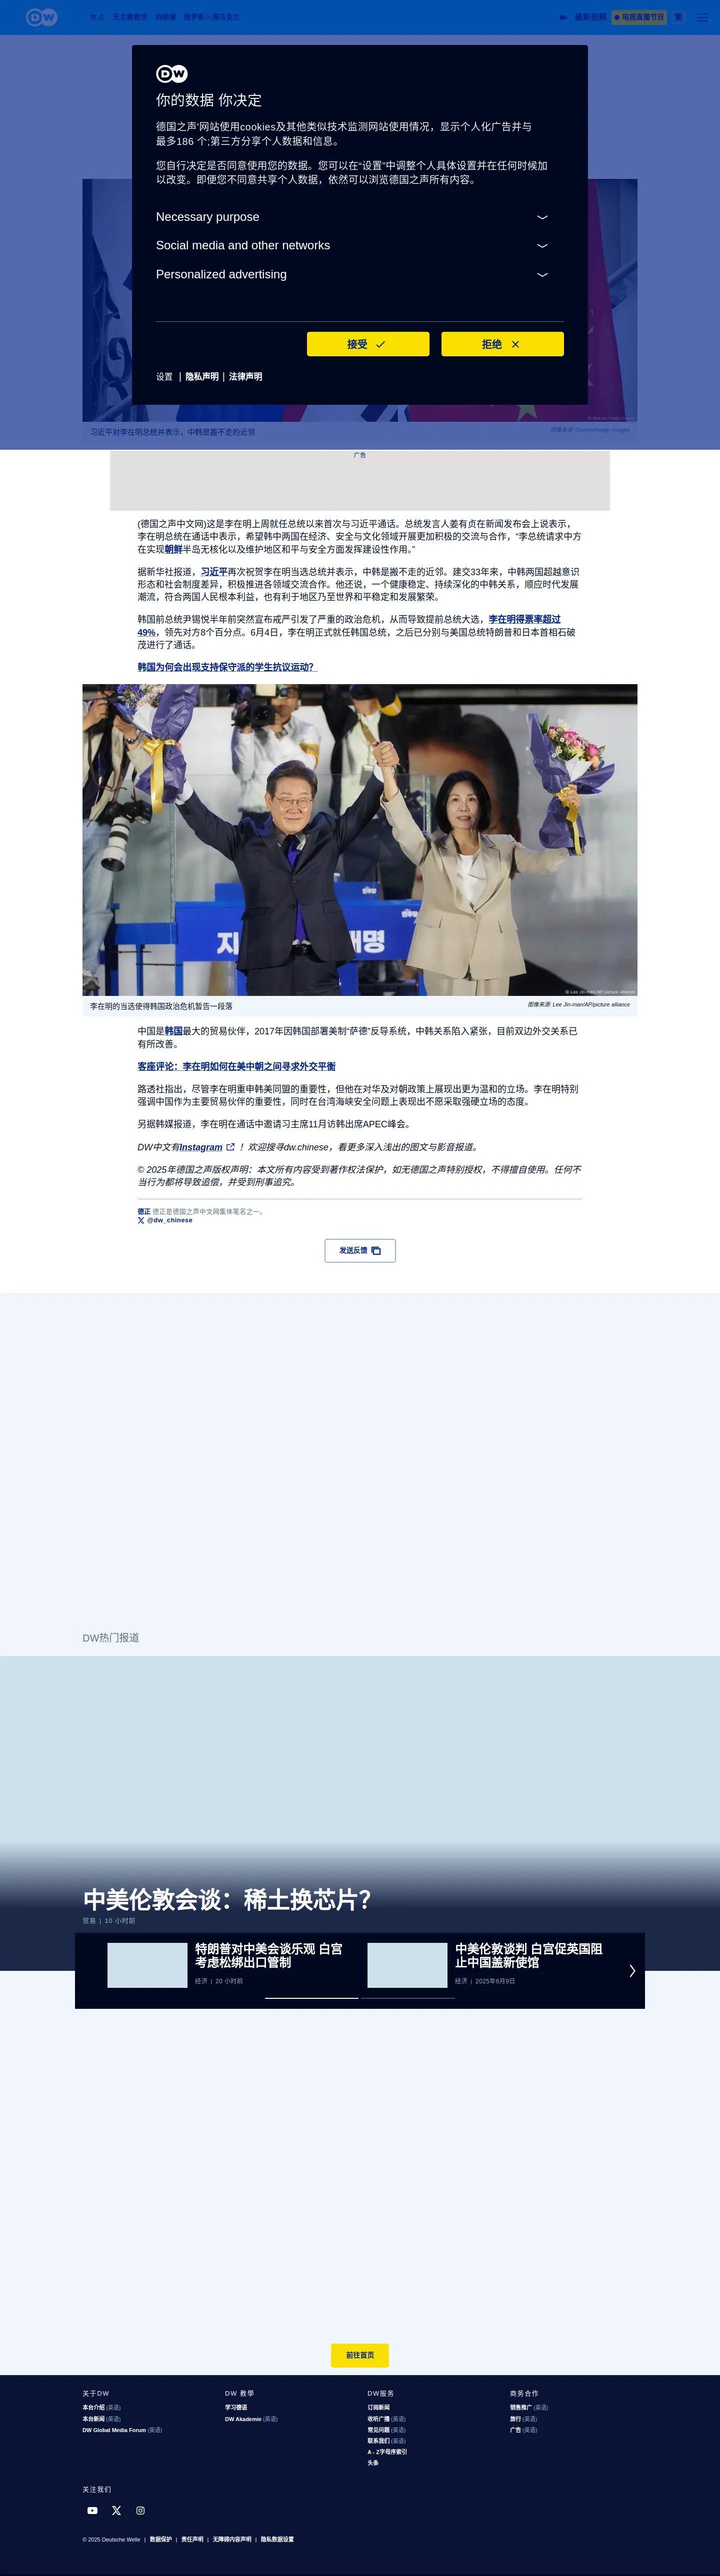 DW
焦点 天主教教宗 特朗普 俄罗斯入侵乌克兰
最新视频 电视直播节目 繁
DW
你的数据 你决定
德国之声'网站使用cookies及其他类似技术监测网站使用情况，显示个人化广告并与
最多186 个;第三方分享个人数据和信息。
您自行决定是否同意使用您的数据。您可以在“设置”中调整个人具体设置并在任何时候加
以改变。即便您不同意共享个人数据，依然可以浏览德国之声所有内容。
Necessary purpose
Social media and other networks
Personalized advertising
接受
拒绝
设置 | 隐私声明 | 法律声明
习近平对李在明总统并表示，中韩是搬不走的近邻
广告
(德国之声中文网)这是李在明上周就任总统以来首次与习近平通话。总统发言人姜有贞在新闻发布会上说表示，
李在明总统在通话中表示，希望韩中两国在经济、安全与文化领域开展更加积极的交流与合作，“李总统请求中方
在实现朝鲜半岛无核化以及维护地区和平与安全方面发挥建设性作用。”
据新华社报道，习近平再次祝贺李在明当选总统并表示，中韩是搬不走的近邻。建交33年来，中韩两国超越意识
形态和社会制度差异，积极推进各领域交流合作。他还说，一个健康稳定、持续深化的中韩关系，顺应时代发展
潮流，符合两国人民根本利益，也有利于地区乃至世界和平稳定和发展繁荣。
韩国前总统尹锡悦半年前突然宣布戒严引发了严重的政治危机，从而导致提前总统大选，李在明得票率超过
49%，领先对方8个百分点。6月4日，李在明正式就任韩国总统，之后已分别与美国总统特朗普和日本首相石破
茂进行了通话。
韩国为何会出现支持保守派的学生抗议运动？
© Lee Jin-man/AP/picture alliance
李在明的当选使得韩国政治危机暂告一段落
图像来源: Lee Jin-man/AP/picture alliance
中国是韩国最大的贸易伙伴，2017年因韩国部署美制“萨德”反导系统，中韩关系陷入紧张，目前双边外交关系已
有所改善。
客座评论：李在明如何在美中朝之间寻求外交平衡
路透社指出，尽管李在明重申韩美同盟的重要性，但他在对华及对朝政策上展现出更为温和的立场。李在明特别
强调中国作为主要贸易伙伴的重要性，同时在台湾海峡安全问题上表现出不愿采取强硬立场的态度。
另据韩媒报道，李在明在通话中邀请习主席11月访韩出席APEC峰会。
DW中文有Instagram ！欢迎搜寻dw.chinese，看更多深入浅出的图文与影音报道。
© 2025年德国之声版权声明：本文所有内容受到著作权法保护，如无德国之声特别授权，不得擅自使用。任何不
当行为都将导致追偿，并受到刑事追究。
德正 德正是德国之声中文网集体笔名之一。
@dw_chinese
发送反馈
DW热门报道
中美伦敦会谈：稀土换芯片？
贸易 | 10 小时前
特朗普对中美会谈乐观 白宫
考虑松绑出口管制
经济 | 20 小时前
中美伦敦谈判 白宫促英国阻
止中国盖新使馆
经济 | 2025年6月9日
前往首页
关于DW
本台介绍 (英语)
本台新闻 (英语)
DW Global Media Forum (英语)
DW 教學
学习德语
DW Akademie (英语)
DW服务
订阅新闻
收听广播 (英语)
常见问题 (英语)
联系我们 (英语)
A - Z字母序索引
头条
商务合作
销售推广 (英语)
旅行 (英语)
广告 (英语)
关注我们
© 2025 Deutsche Welle | 数据保护 | 责任声明 | 无障碍内容声明 | 隐私数据设置